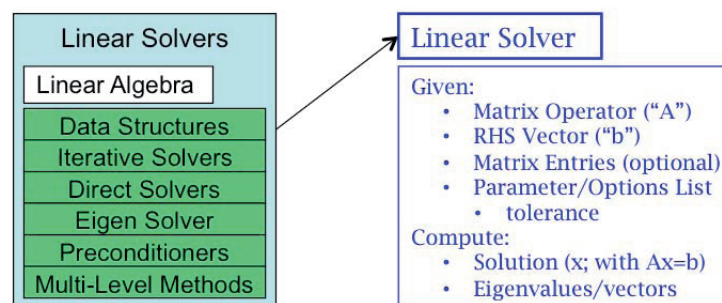 Linear Solvers
Linear Algebra
Data Structures
Iterative Solvers
Direct Solvers
Eigen Solver
Preconditioners
Multi-Level Methods
Linear Solver
Given:
• Matrix Operator (“A”)
• RHS Vector (“b”)
• Matrix Entries (optional)
• Parameter/Options List
• tolerance
Compute:
• Solution (x; with Ax=b)
• Eigenvalues/vectors